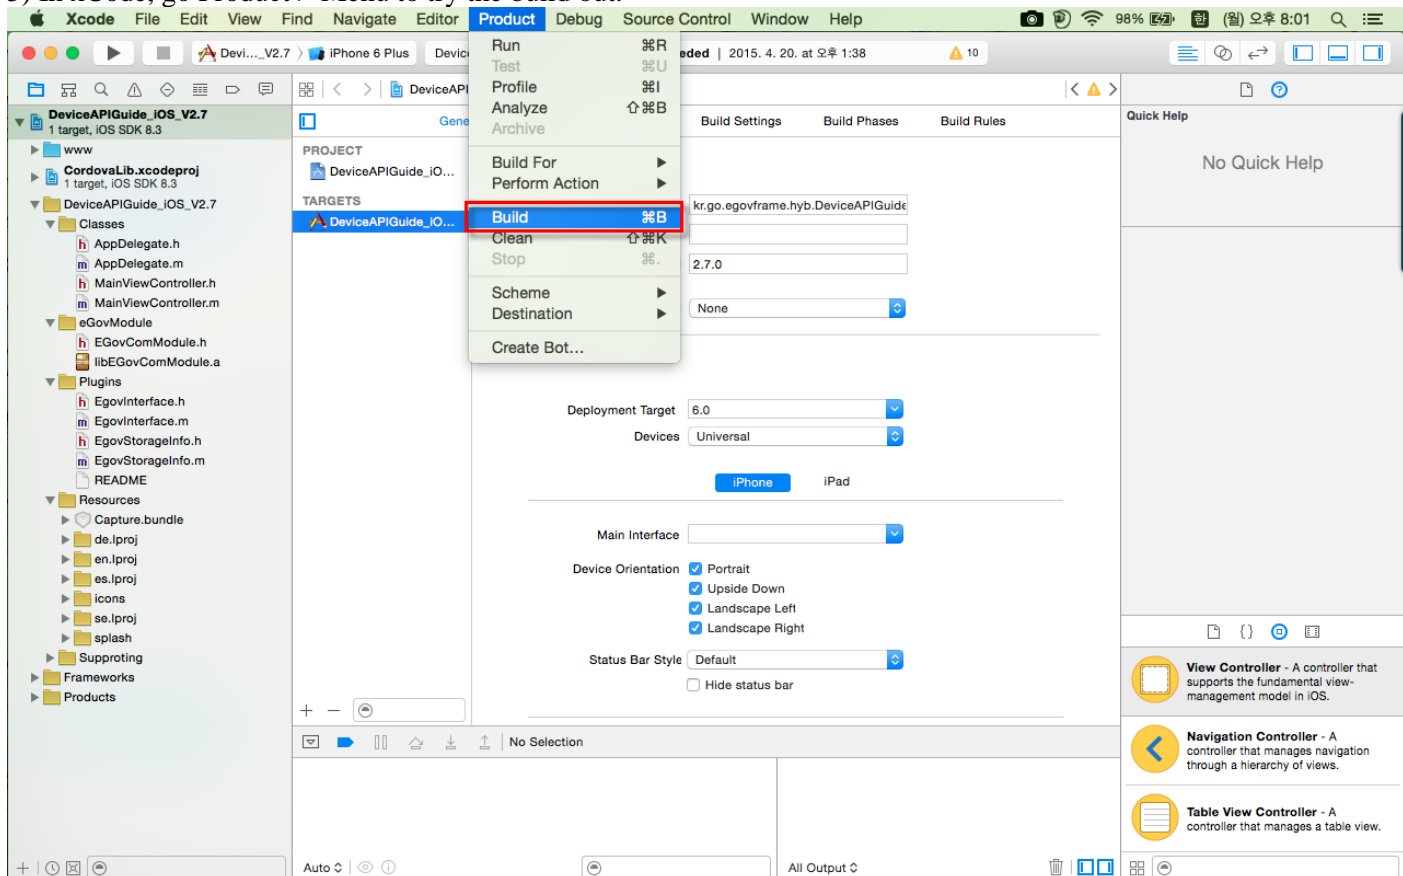 Xcode File Edit View Find Navigate Editor Product Debug Source Control Window Help 98% 한 (월) 오후 8:01
Devi..._V2.7 iPhone 6 Plus 2015. 4. 20. at 오후 1:38 10
Run ⌘R
Test ⌘U
Profile ⌘I
Analyze ⇧⌘B
Archive
Build For
Perform Action
Build ⌘B
Clean ⇧⌘K
Stop ⌘.
Scheme
Destination
Create Bot...
DeviceAPIGuide_iOS_V2.7
1 target, iOS SDK 8.3
www
CordovaLib.xcodeproj
1 target, iOS SDK 8.3
DeviceAPIGuide_iOS_V2.7
Classes
AppDelegate.h
AppDelegate.m
MainViewController.h
MainViewController.m
eGovModule
EGovComModule.h
libEGovComModule.a
Plugins
EgovInterface.h
EgovInterface.m
EgovStorageInfo.h
EgovStorageInfo.m
README
Resources
Capture.bundle
de.lproj
en.lproj
es.lproj
icons
se.lproj
splash
Supproting
Frameworks
Products
DeviceAPI
Gene Build Settings Build Phases Build Rules
PROJECT
DeviceAPIGuide_iO...
TARGETS
DeviceAPIGuide_iO...
kr.go.egovframe.hyb.DeviceAPIGuide
2.7.0
None
Deployment Target 6.0
Devices Universal
iPhone iPad
Main Interface
Device Orientation Portrait
Upside Down
Landscape Left
Landscape Right
Status Bar Style Default
Hide status bar
No Selection
Auto All Output
Quick Help
No Quick Help
View Controller - A controller that
supports the fundamental view-
management model in iOS.
Navigation Controller - A
controller that manages navigation
through a hierarchy of views.
Table View Controller - A
controller that manages a table view.